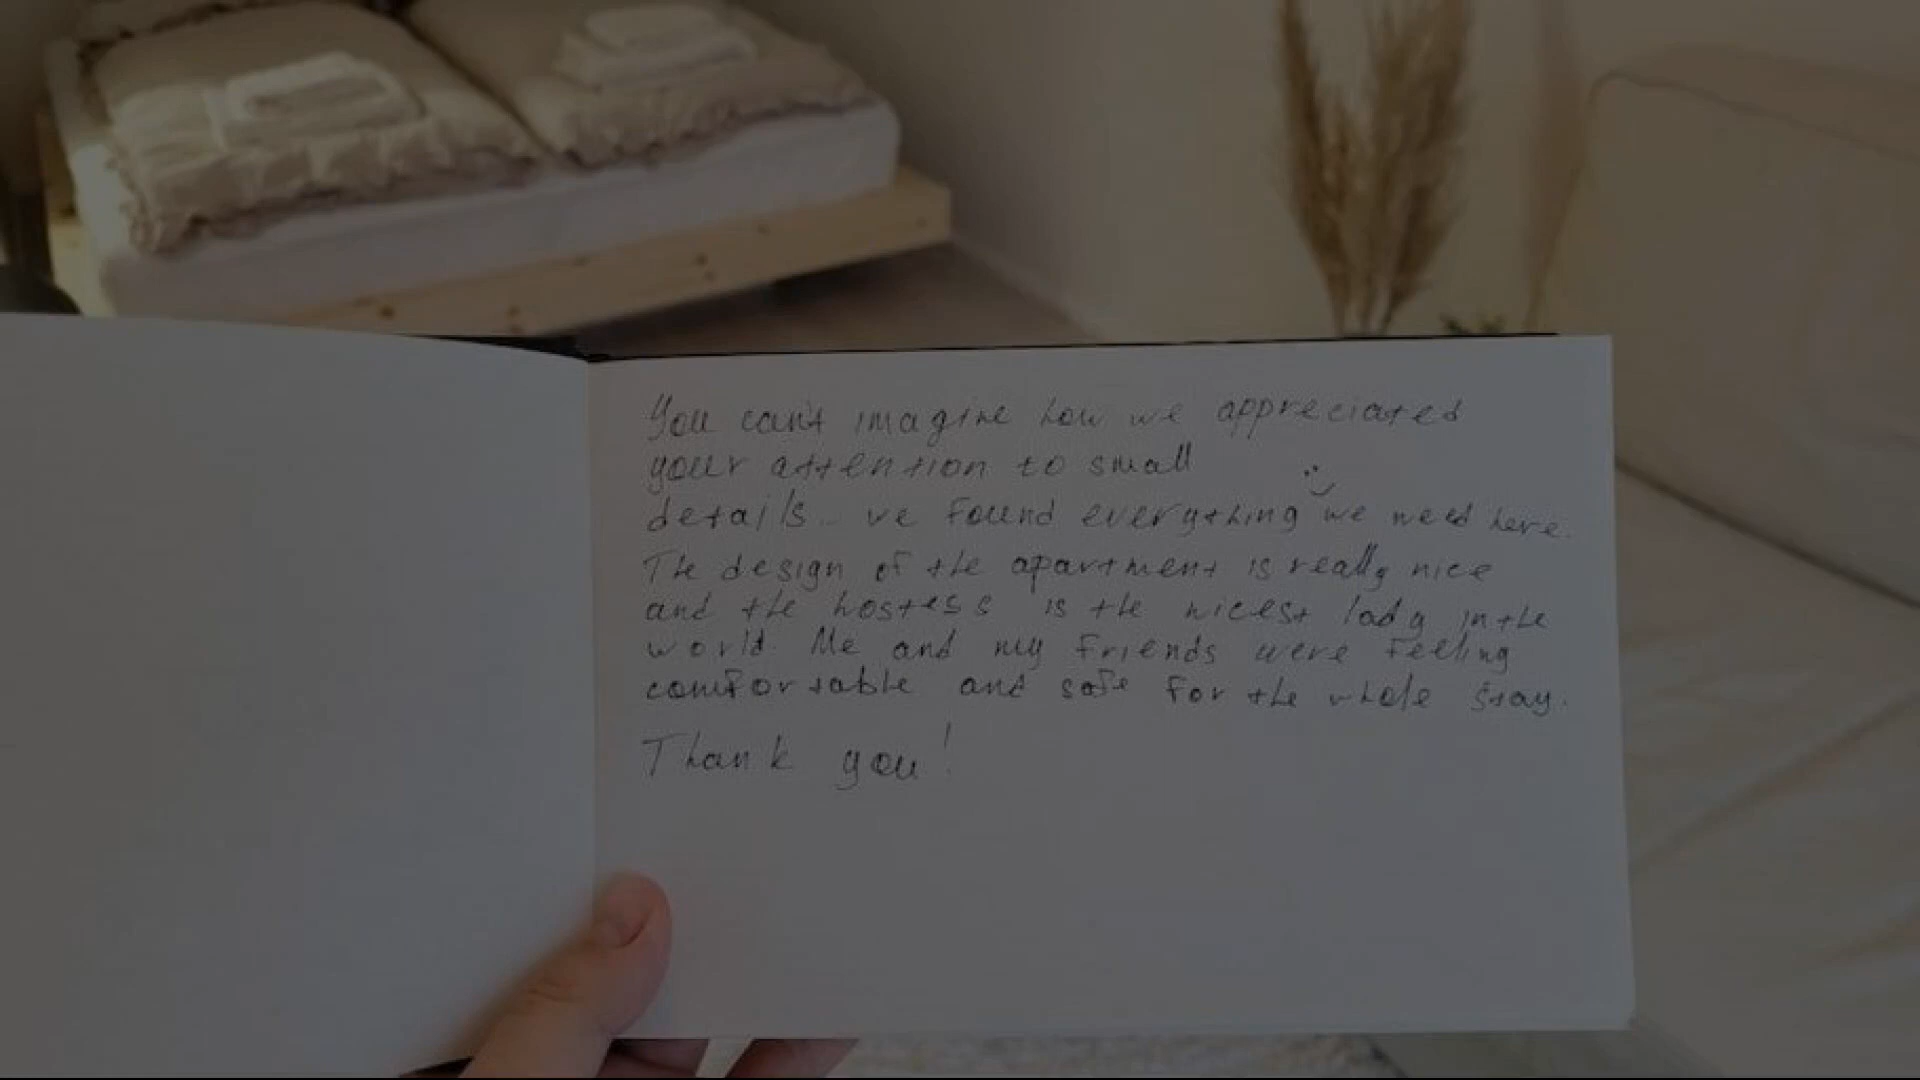 You can't imagine how we appreciated
your attention to small
details.. we found everything we need here.
The design of the apartment is really nice
and the hostess is the nicest lady in the
world. Me and my friends were feeling
comfortable and safe for the whole stay.
Thank you!